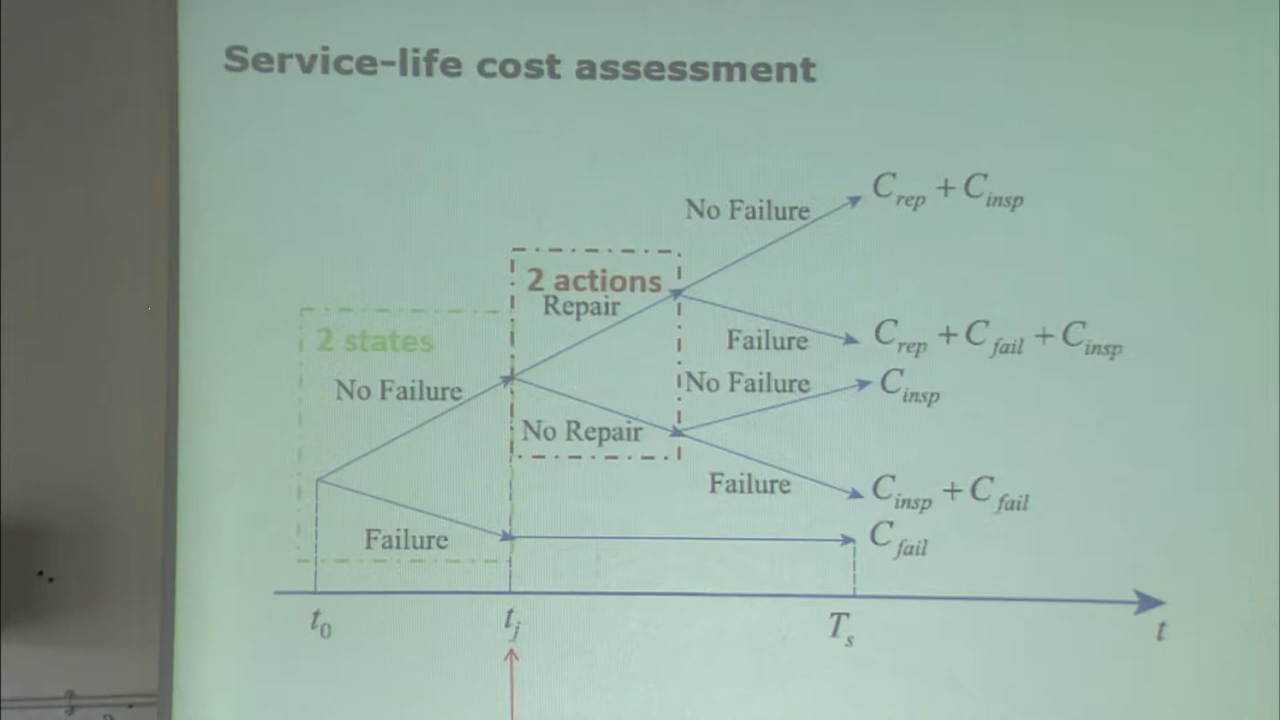 Service-life cost assessment
No Failure
C_rep + C_insp
2 actions
Repair
2 states
Failure
C_rep + C_fail + C_insp
No Failure
No Failure
C_insp
No Repair
Failure
C_insp + C_fail
Failure
C_fail
t_0
t_j
T_s
t